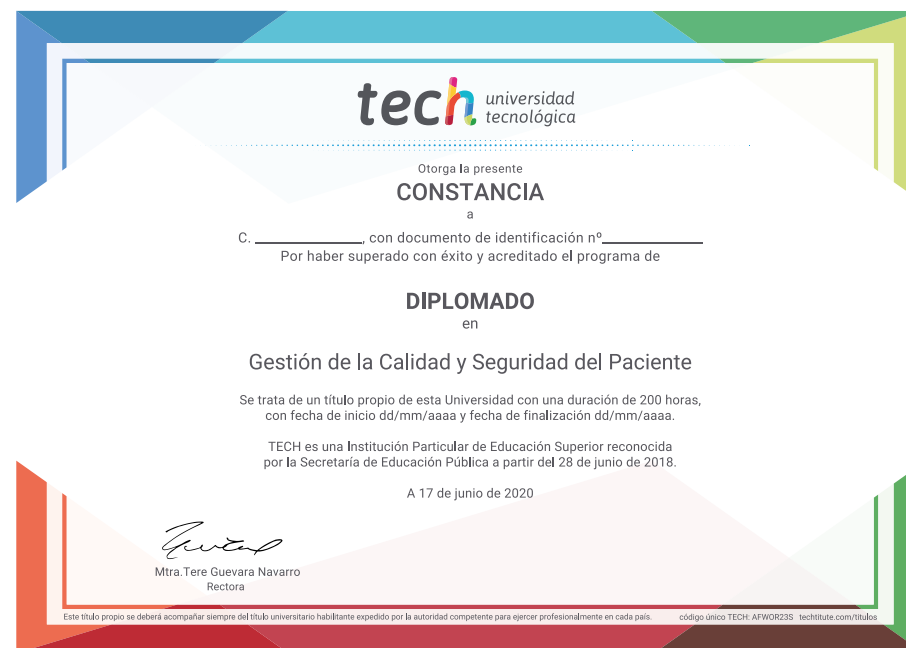 tech universidad
tecnológica
Otorga la presente
CONSTANCIA
a
C. ____________, con documento de identificación nº____________
Por haber superado con éxito y acreditado el programa de
DIPLOMADO
en
Gestión de la Calidad y Seguridad del Paciente
Se trata de un título propio de esta Universidad con una duración de 200 horas,
con fecha de inicio dd/mm/aaaa y fecha de finalización dd/mm/aaaa.
TECH es una Institución Particular de Educación Superior reconocida
por la Secretaría de Educación Pública a partir del 28 de junio de 2018.
A 17 de junio de 2020
Mtra.Tere Guevara Navarro
Rectora
Este título propio se deberá acompañar siempre del título universitario habilitante expedido por la autoridad competente para ejercer profesionalmente en cada país. código único TECH: AFWOR23S techtitute.com/titulos